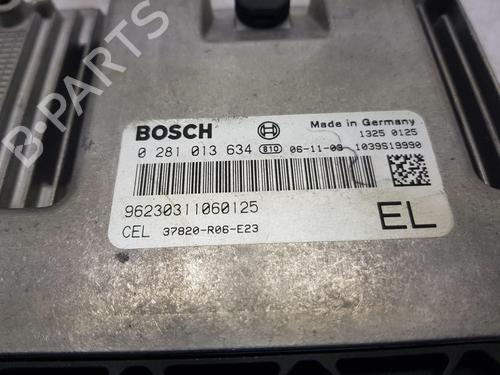 B-PARTS
BOSCH
Made in Germany
1325 0125
0 281 013 634 810 06-11-03 1039S19990
96230311060125
EL
CEL 37820-R06-E23